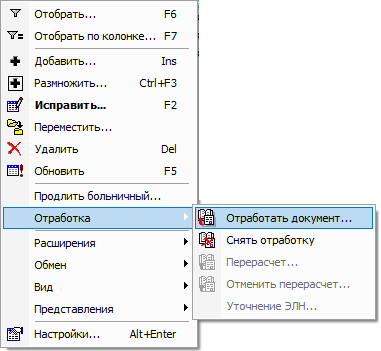 Отобрать... F6
Отобрать по колонке... F7
Добавить... Ins
Размножить... Ctrl+F3
Исправить... F2
Переместить...
Удалить Del
Обновить F5
Продлить больничный...
Отработка
Расширения
Обмен
Вид
Представления
Настройки... Alt+Enter
Отработать документ...
Снять отработку
Перерасчет...
Отменить перерасчет...
Уточнение ЭЛН...